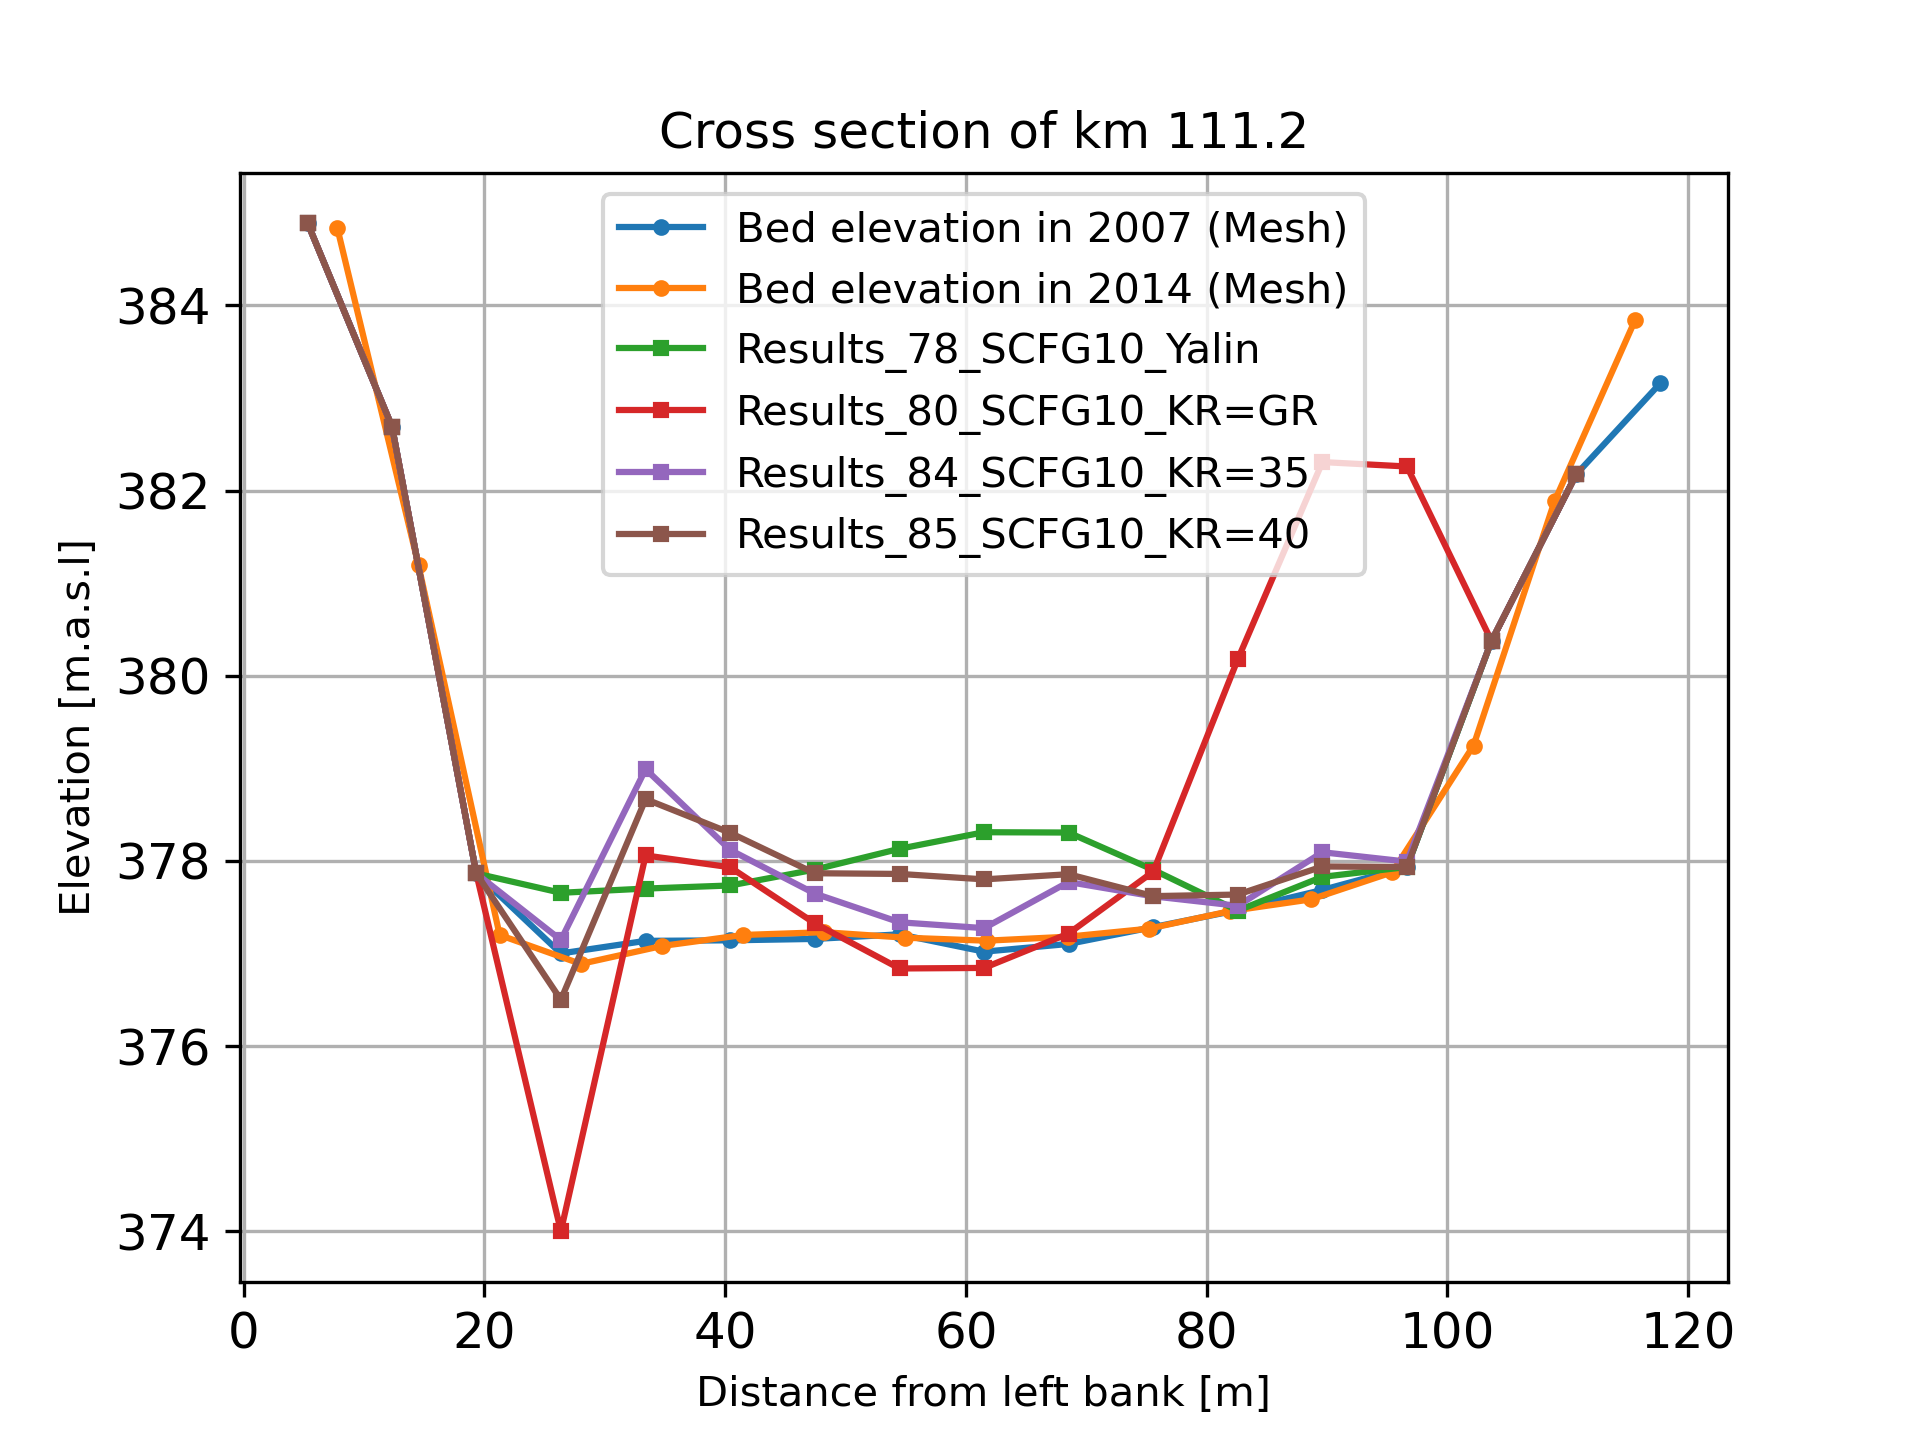 Cross section of km 111.2
Bed elevation in 2007 (Mesh)
Bed elevation in 2014 (Mesh)
Results_78_SCFG10_Yalin
Results_80_SCFG10_KR=GR
Results_84_SCFG10_KR=35
Results_85_SCFG10_KR=40
384
382
380
378
376
374
Elevation [m.a.s.l]
0 20 40 60 80 100 120
Distance from left bank [m]